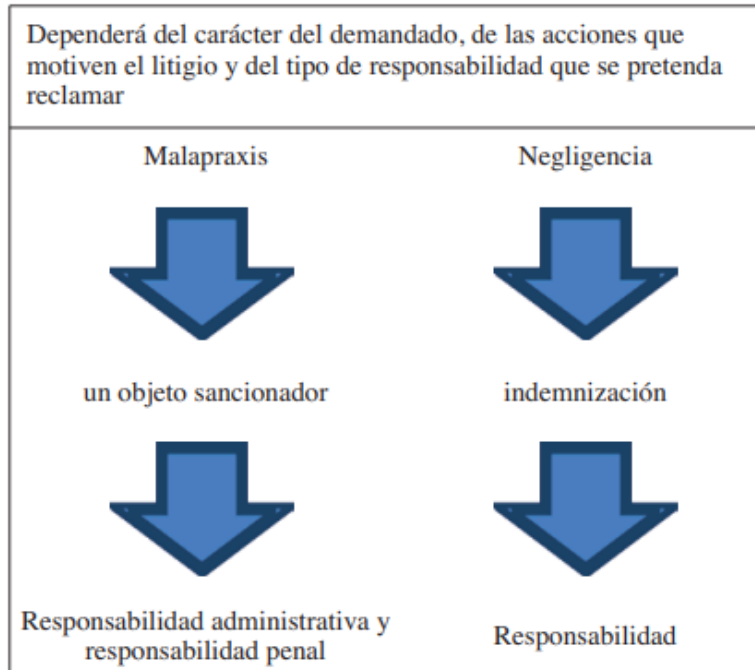 Dependerá del carácter del demandado, de las acciones que
motiven el litigio y del tipo de responsabilidad que se pretenda
reclamar
Malapraxis
Negligencia
un objeto sancionador
indemnización
Responsabilidad administrativa y
responsabilidad penal
Responsabilidad